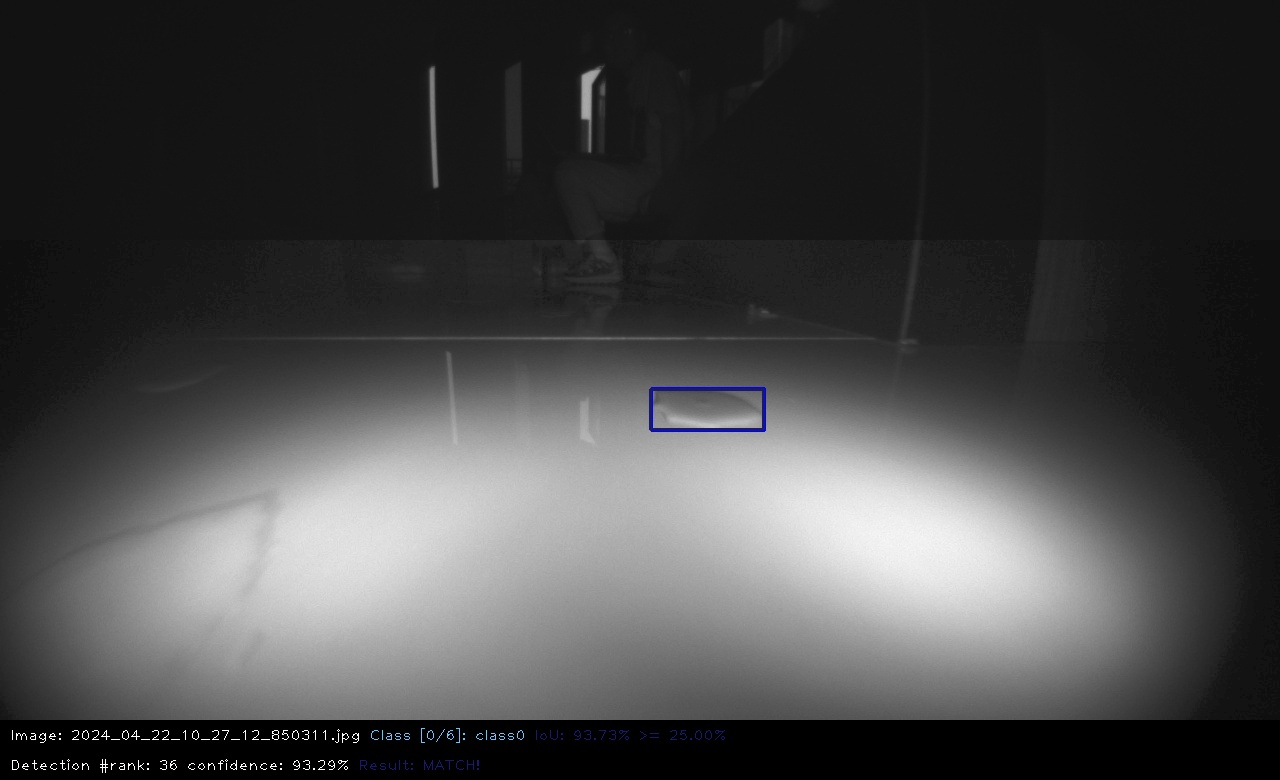 Image: 2024_04_22_10_27_12_850311.jpg Class [0/6]: class0 IoU: 93.73% >= 25.00%
Detection #rank: 36 confidence: 93.29% Result: MATCH!